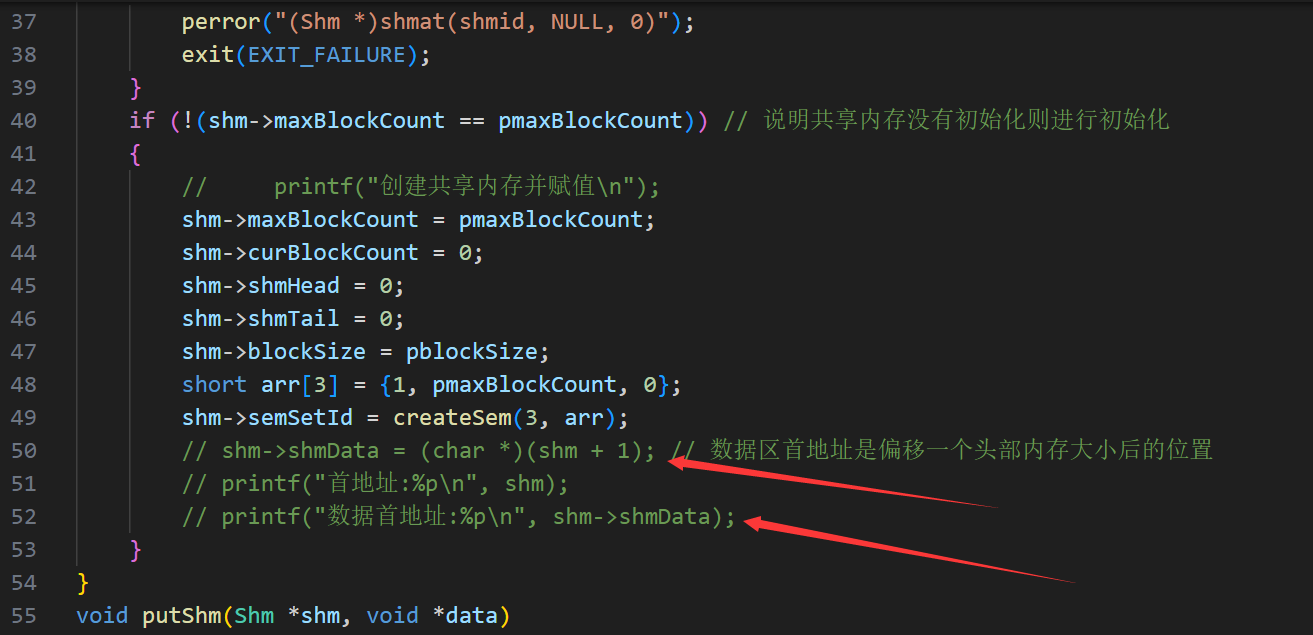 37 perror("(Shm *)shmat(shmid, NULL, 0)");
38 exit(EXIT_FAILURE);
39 }
40 if (!(shm->maxBlockCount == pmaxBlockCount)) // 说明共享内存没有初始化则进行初始化
41 {
42 //     printf("创建共享内存并赋值\n");
43 shm->maxBlockCount = pmaxBlockCount;
44 shm->curBlockCount = 0;
45 shm->shmHead = 0;
46 shm->shmTail = 0;
47 shm->blockSize = pblockSize;
48 short arr[3] = {1, pmaxBlockCount, 0};
49 shm->semSetId = createSem(3, arr);
50 // shm->shmData = (char *)(shm + 1); // 数据区首地址是偏移一个头部内存大小后的位置
51 // printf("首地址:%p\n", shm);
52 // printf("数据首地址:%p\n", shm->shmData);
53 }
54 }
55 void putShm(Shm *shm, void *data)